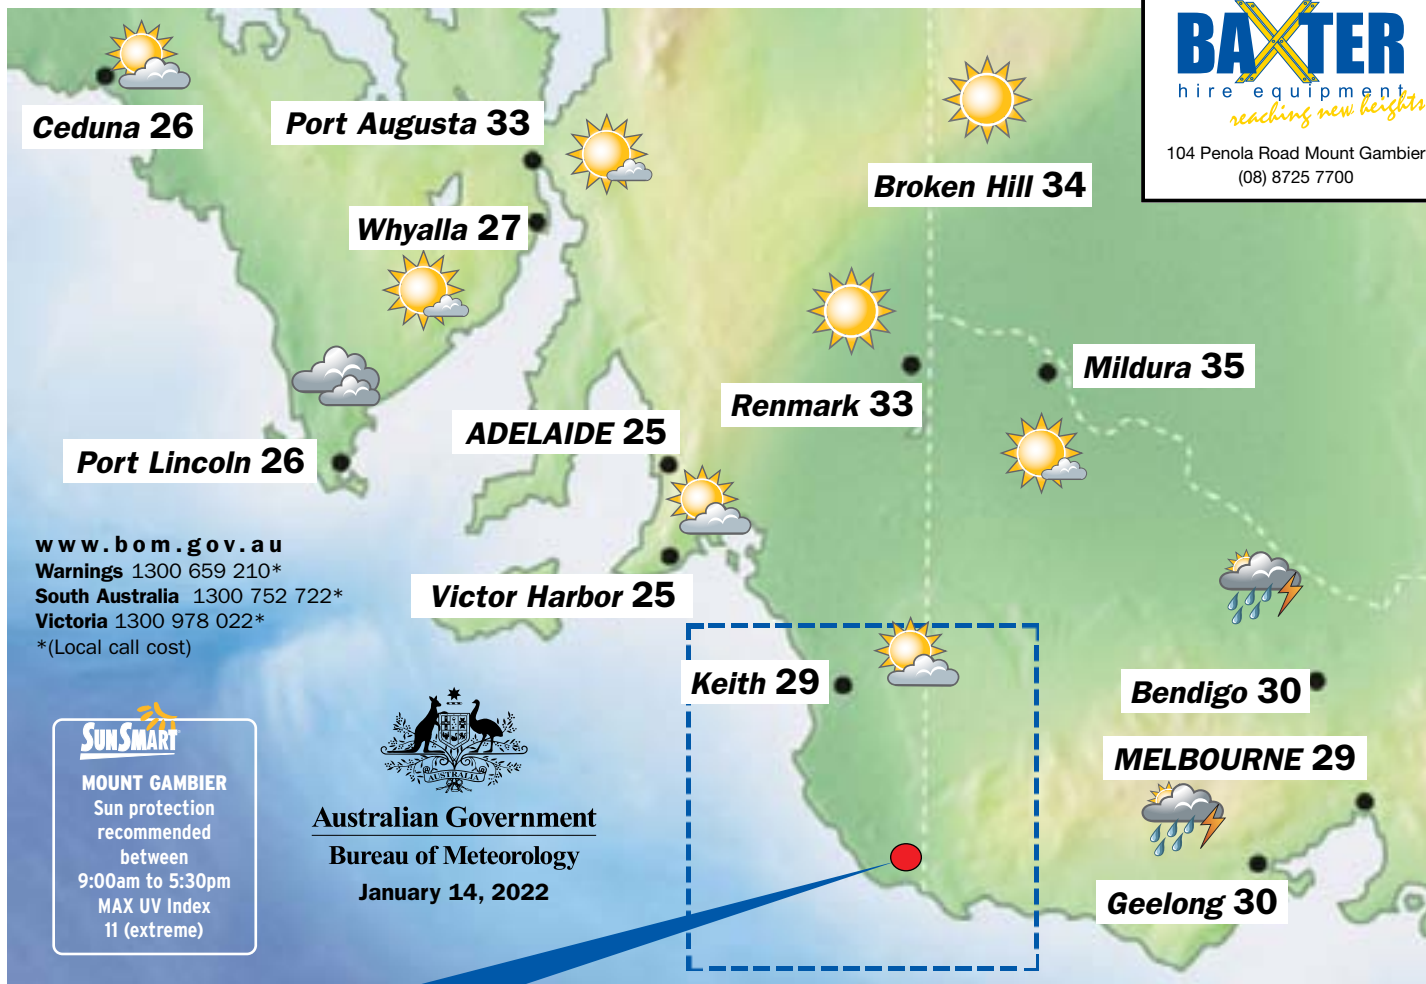 BAXTER
hire equipment
reaching new heights
104 Penola Road Mount Gambier
(08) 8725 7700
Ceduna 26
Port Augusta 33
Whyalla 27
Broken Hill 34
Renmark 33
Mildura 35
ADELAIDE 25
Port Lincoln 26
Victor Harbor 25
Keith 29
Bendigo 30
MELBOURNE 29
Geelong 30
www.bom.gov.au
Warnings 1300 659 210*
South Australia 1300 752 722*
Victoria 1300 978 022*
*(Local call cost)
SUNSMART
MOUNT GAMBIER
Sun protection
recommended
between
9:00am to 5:30pm
MAX UV Index
11 (extreme)
AUSTRALIA
Australian Government
Bureau of Meteorology
January 14, 2022